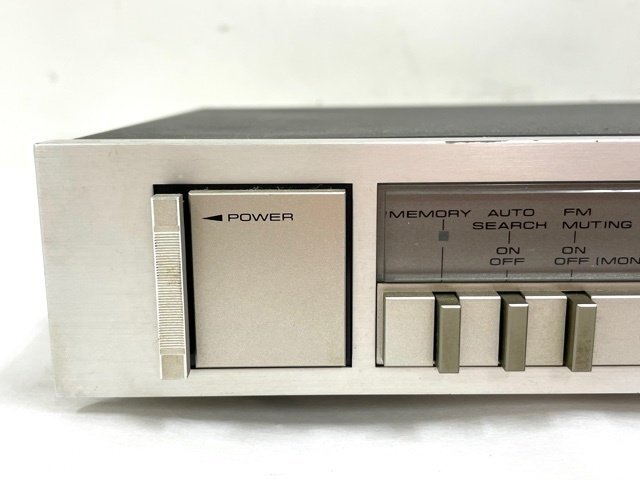 POWER
MEMORY
AUTO
SEARCH
ON
OFF
FM
MUTING
ON
OFF (MON